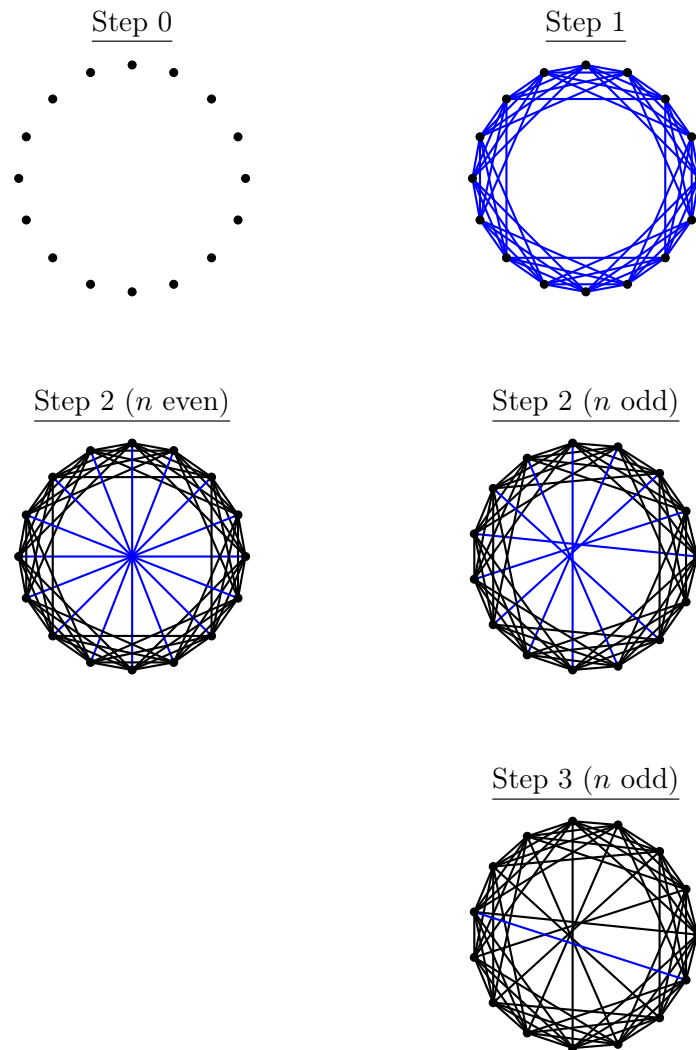 Step 0
Step 1
Step 2 (n even)
Step 2 (n odd)
Step 3 (n odd)